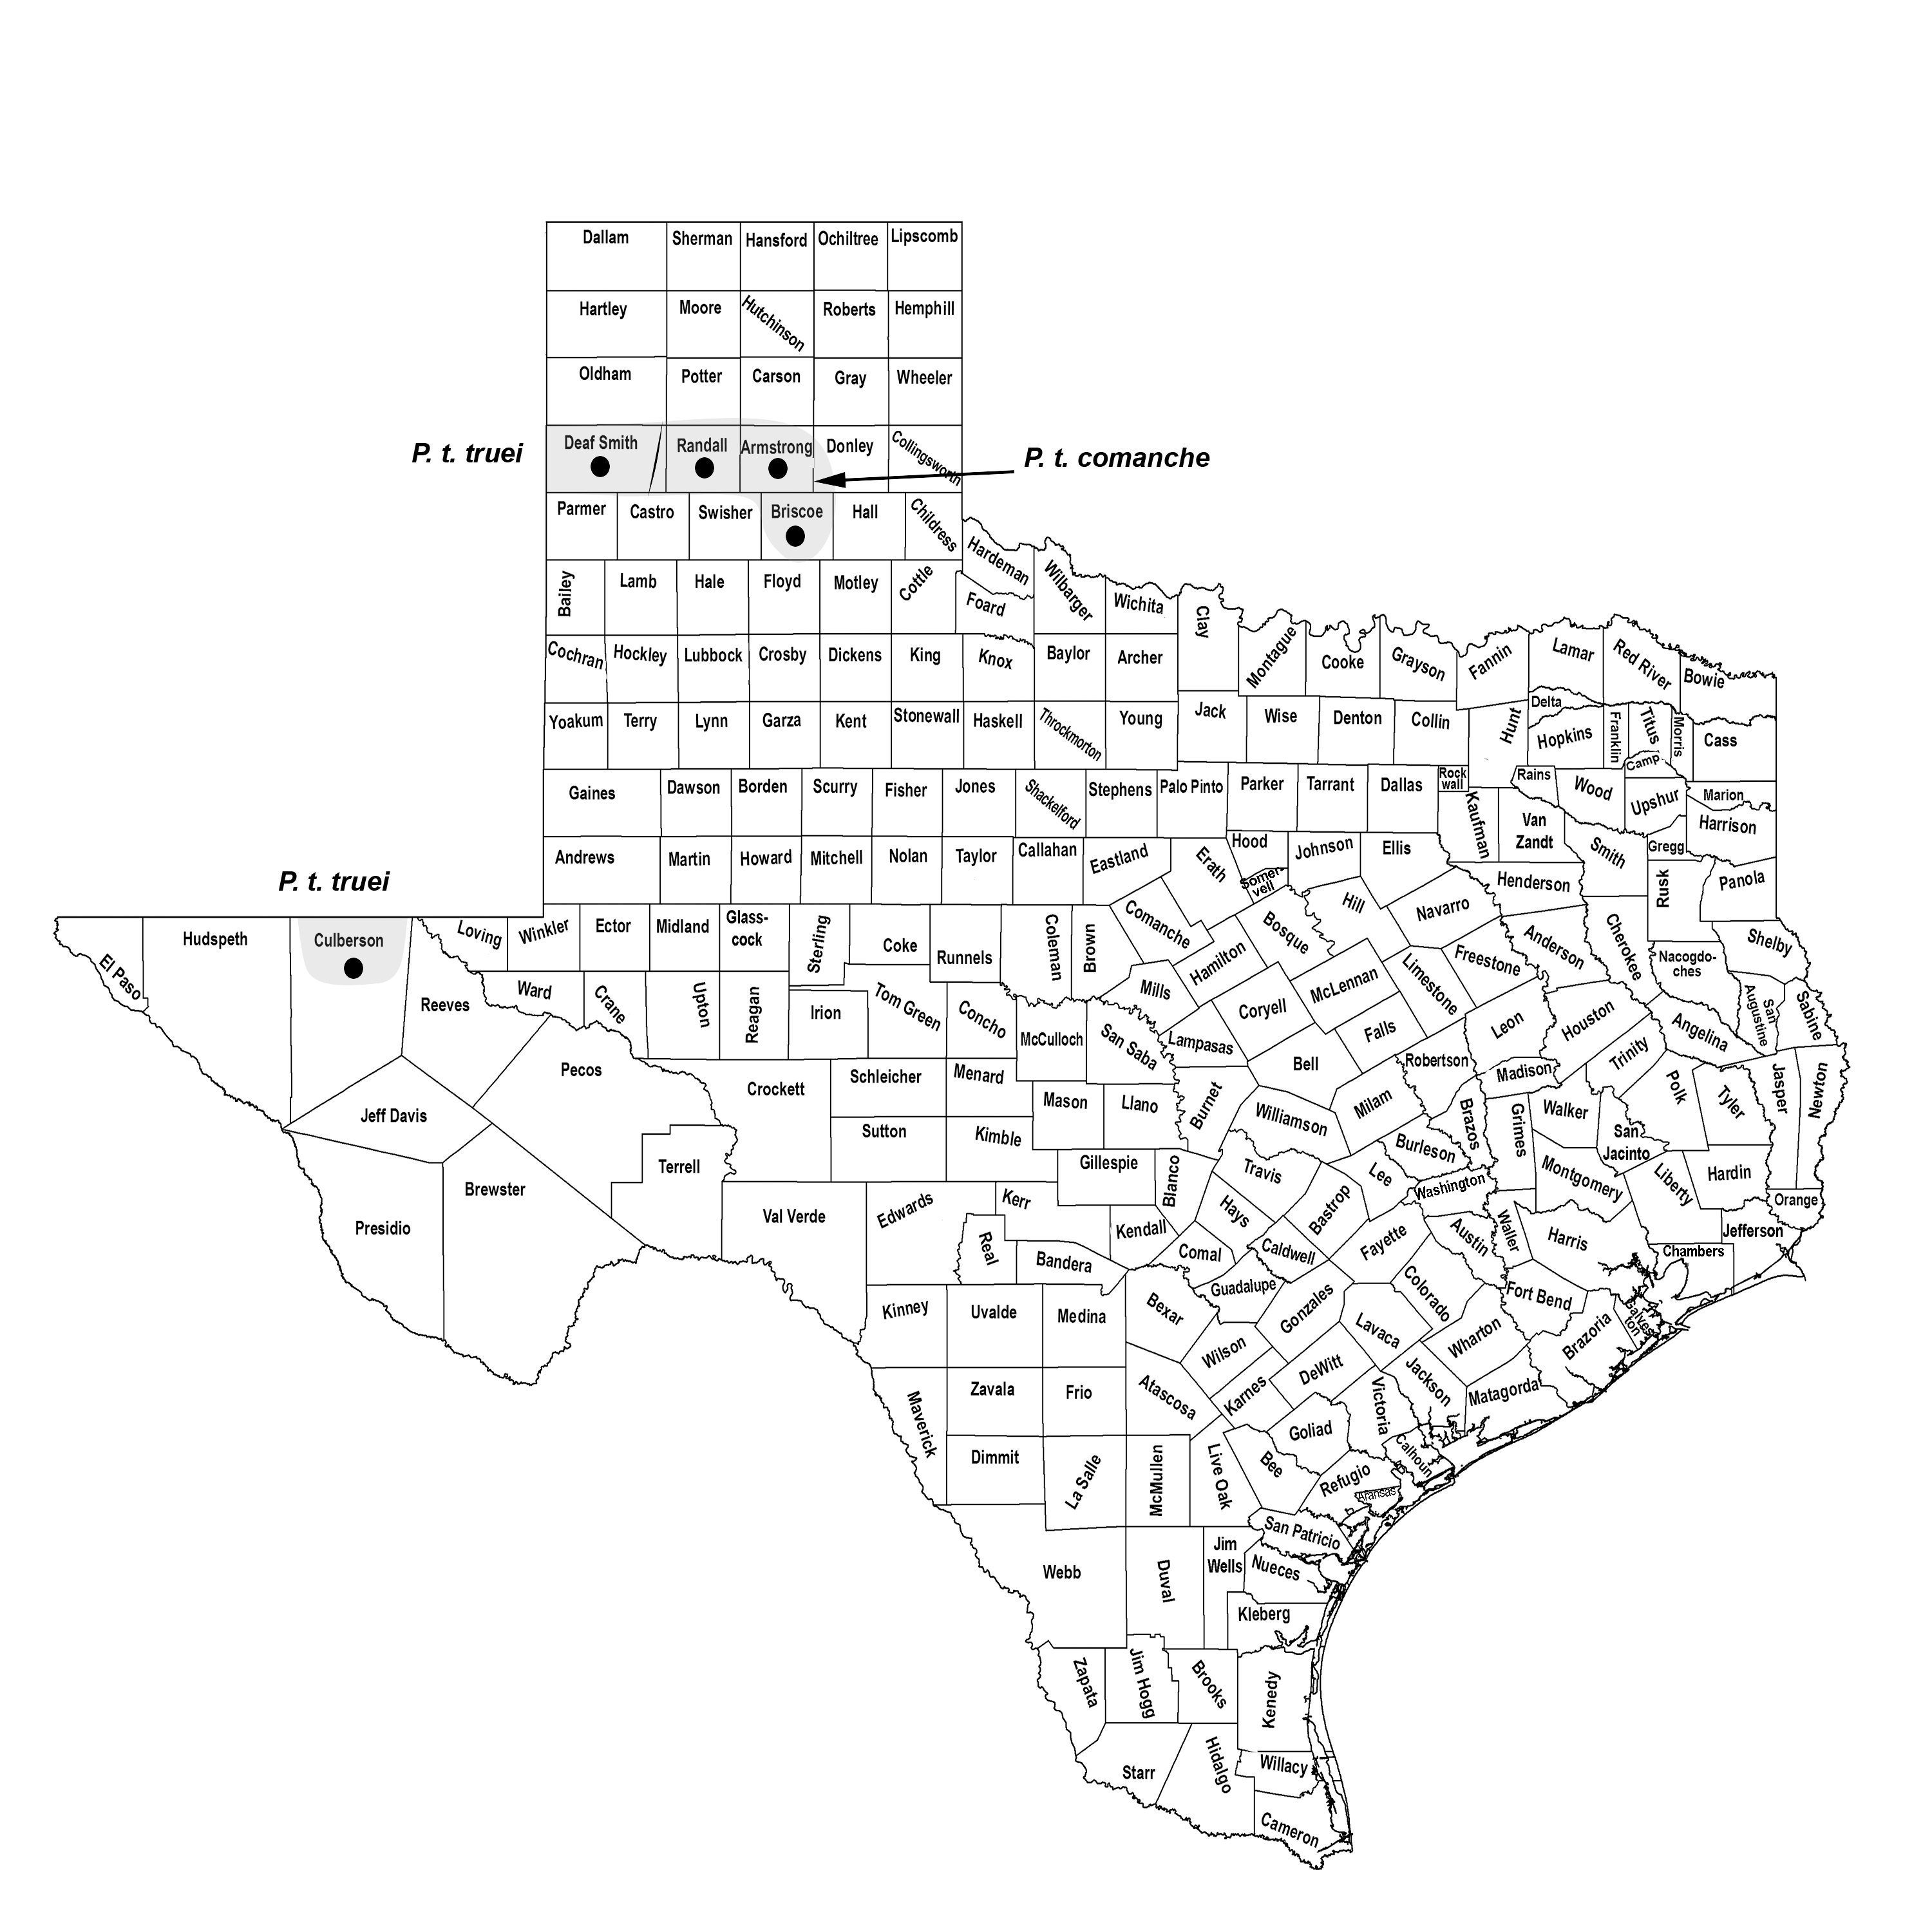 Dallam Sherman Hansford Ochiltree Lipscomb
Hartley Moore Hutchinson Roberts Hemphill
Oldham Potter Carson Gray Wheeler
P. t. truei Deaf Smith Randall Armstrong Donley Collingsworth P. t. comanche
Parmer Castro Swisher Briscoe Hall Childress
Hardeman
Bailey Lamb Hale Floyd Motley Cottle Foard Wilbarger Wichita Clay
Cochran Hockley Lubbock Crosby Dickens King Knox Baylor Archer Montague Cooke Grayson Fannin Lamar Red River Bowie
Yoakum Terry Lynn Garza Kent Stonewall Haskell Throckmorton Young Jack Wise Denton Collin Hunt Delta Hopkins Franklin Titus Morris Cass
Camp
Gaines Dawson Borden Scurry Fisher Jones Shackelford Stephens Palo Pinto Parker Tarrant Dallas Rock
wall Rains Wood Upshur Marion
Kaufman Van
Zandt Smith Gregg Harrison
Andrews Martin Howard Mitchell Nolan Taylor Callahan Eastland Erath Hood Johnson Ellis
Somer-
vell Henderson Rusk Panola
P. t. truei
El Paso Hudspeth Culberson Loving Winkler Ector Midland Glass-
cock Sterling Coke Runnels Coleman Brown Comanche Hamilton Bosque Hill Navarro Freestone Anderson Cherokee Nacogdo-
ches Shelby
Reeves Ward Crane Upton Reagan Irion Tom Green Concho McCulloch San Saba Mills Lampasas Coryell McLennan Limestone Falls Leon Houston Trinity Angelina San
Augustine Sabine
Jeff Davis Pecos Crockett Schleicher Menard Mason Llano Burnet Bell Williamson Milam Robertson Brazos Madison Grimes Walker San
Jacinto Polk Tyler Jasper Newton
Presidio Brewster Terrell Sutton Kimble Gillespie Blanco Travis Lee Burleson Washington Montgomery Liberty Hardin Orange
Val Verde Edwards Kerr Real Bandera Kendall Comal Hays Caldwell Bastrop Fayette Austin Waller Harris Chambers Jefferson
Kinney Uvalde Medina Bexar Guadalupe Wilson Gonzales Lavaca Colorado Wharton Fort Bend Brazoria Galves-
ton
Maverick Zavala Frio Atascosa Karnes DeWitt Victoria Jackson Matagorda
Dimmit La Salle McMullen Live Oak Bee Goliad Refugio Calhoun
Aransas
San Patricio
Webb Duval Jim
Wells Nueces
Kleberg
Zapata Jim Hogg Brooks Kenedy
Starr Hidalgo Willacy
Cameron